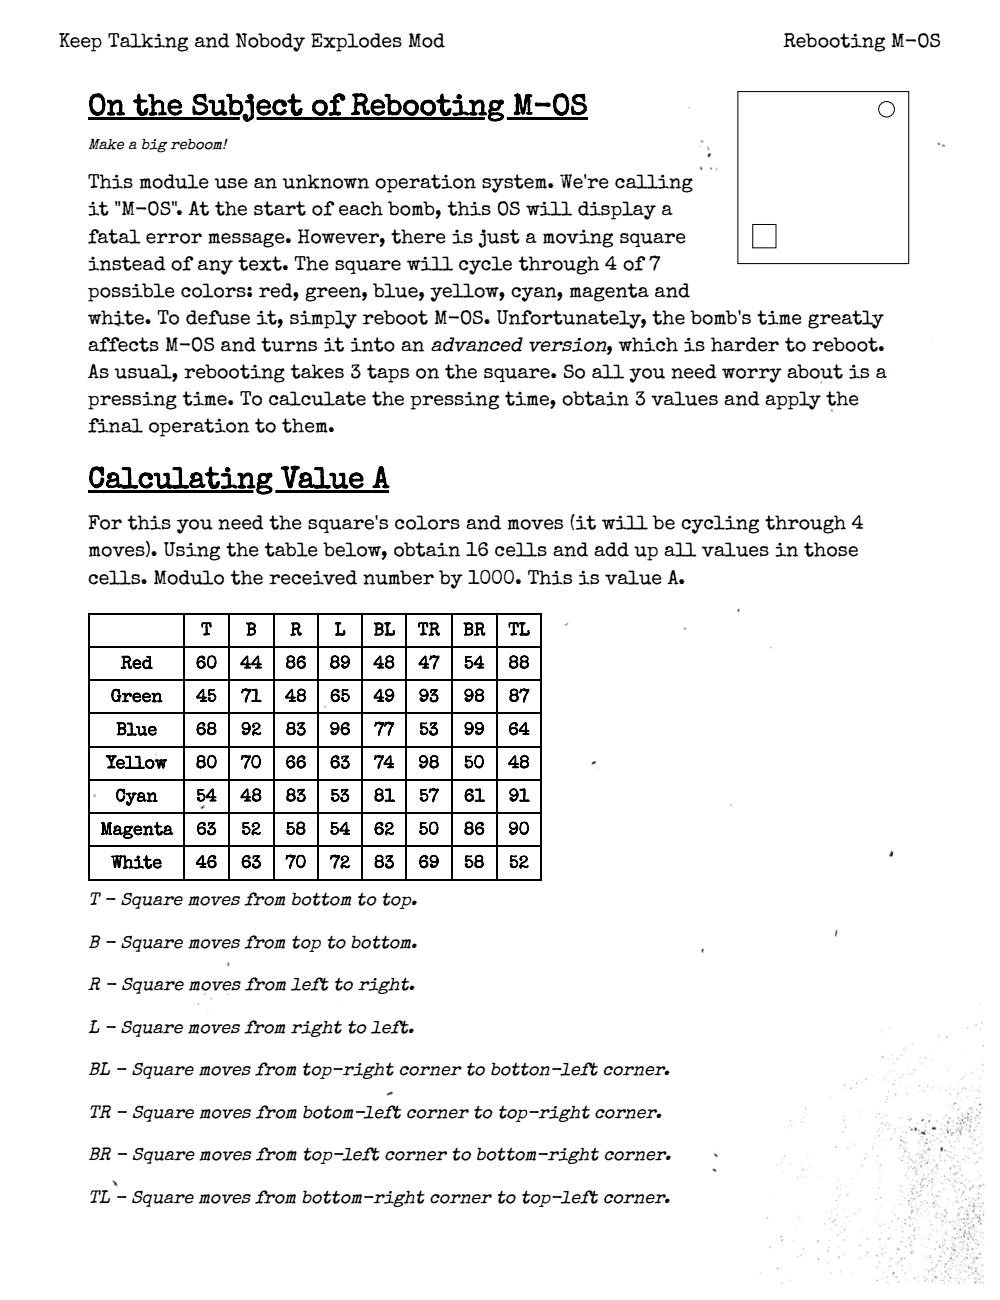 Keep Talking and Nobody Explodes Mod
Rebooting M-OS
On the Subject of Rebooting M-OS
Make a big reboom!
This module use an unknown operation system. We're calling
it "M-OS". At the start of each bomb, this OS will display a
fatal error message. However, there is just a moving square
instead of any text. The square will cycle through 4 of 7
possible colors: red, green, blue, yellow, cyan, magenta and
white. To defuse it, simply reboot M-OS. Unfortunately, the bomb's time greatly
affects M-OS and turns it into an advanced version, which is harder to reboot.
As usual, rebooting takes 3 taps on the square. So all you need worry about is a
pressing time. To calculate the pressing time, obtain 3 values and apply the
final operation to them.
Calculating Value A
For this you need the square's colors and moves (it will be cycling through 4
moves). Using the table below, obtain 16 cells and add up all values in those
cells. Modulo the received number by 1000. This is value A.
T B R L BL TR BR TL
Red 60 44 86 89 48 47 54 88
Green 45 71 48 65 49 93 98 87
Blue 68 92 83 96 77 53 99 64
Yellow 80 70 66 63 74 98 50 48
Cyan 54 48 83 53 81 57 61 91
Magenta 63 52 58 54 62 50 86 90
White 46 63 70 72 83 69 58 52
T - Square moves from bottom to top.
B - Square moves from top to bottom.
R - Square moves from left to right.
L - Square moves from right to left.
BL - Square moves from top-right corner to botton-left corner.
TR - Square moves from botom-left corner to top-right corner.
BR - Square moves from top-left corner to bottom-right corner.
TL - Square moves from bottom-right corner to top-left corner.